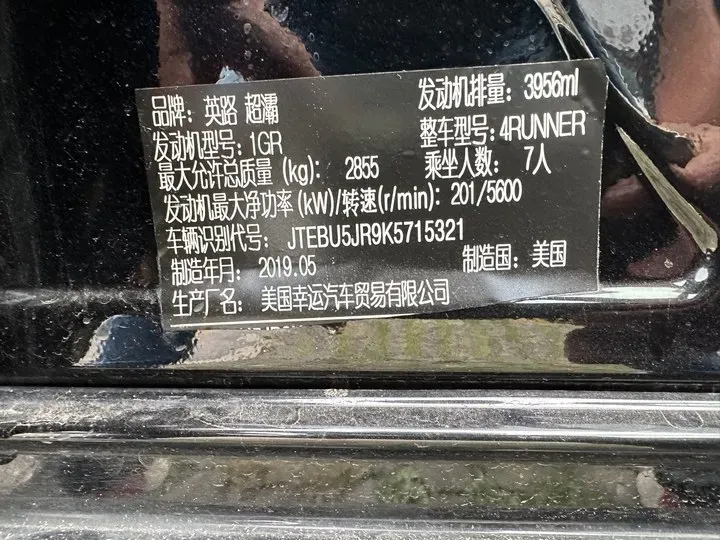 品牌：英路 超灞
发动机排量：3956ml
发动机型号：1GR
整车型号：4RUNNER
最大允许总质量（kg）：2855
乘坐人数：7人
发动机最大净功率（kW）/转速（r/min）：201/5600
车辆识别代号：JTEBU5JR9K5715321
制造年月：2019.05
制造国：美国
生产厂名：美国幸运汽车贸易有限公司